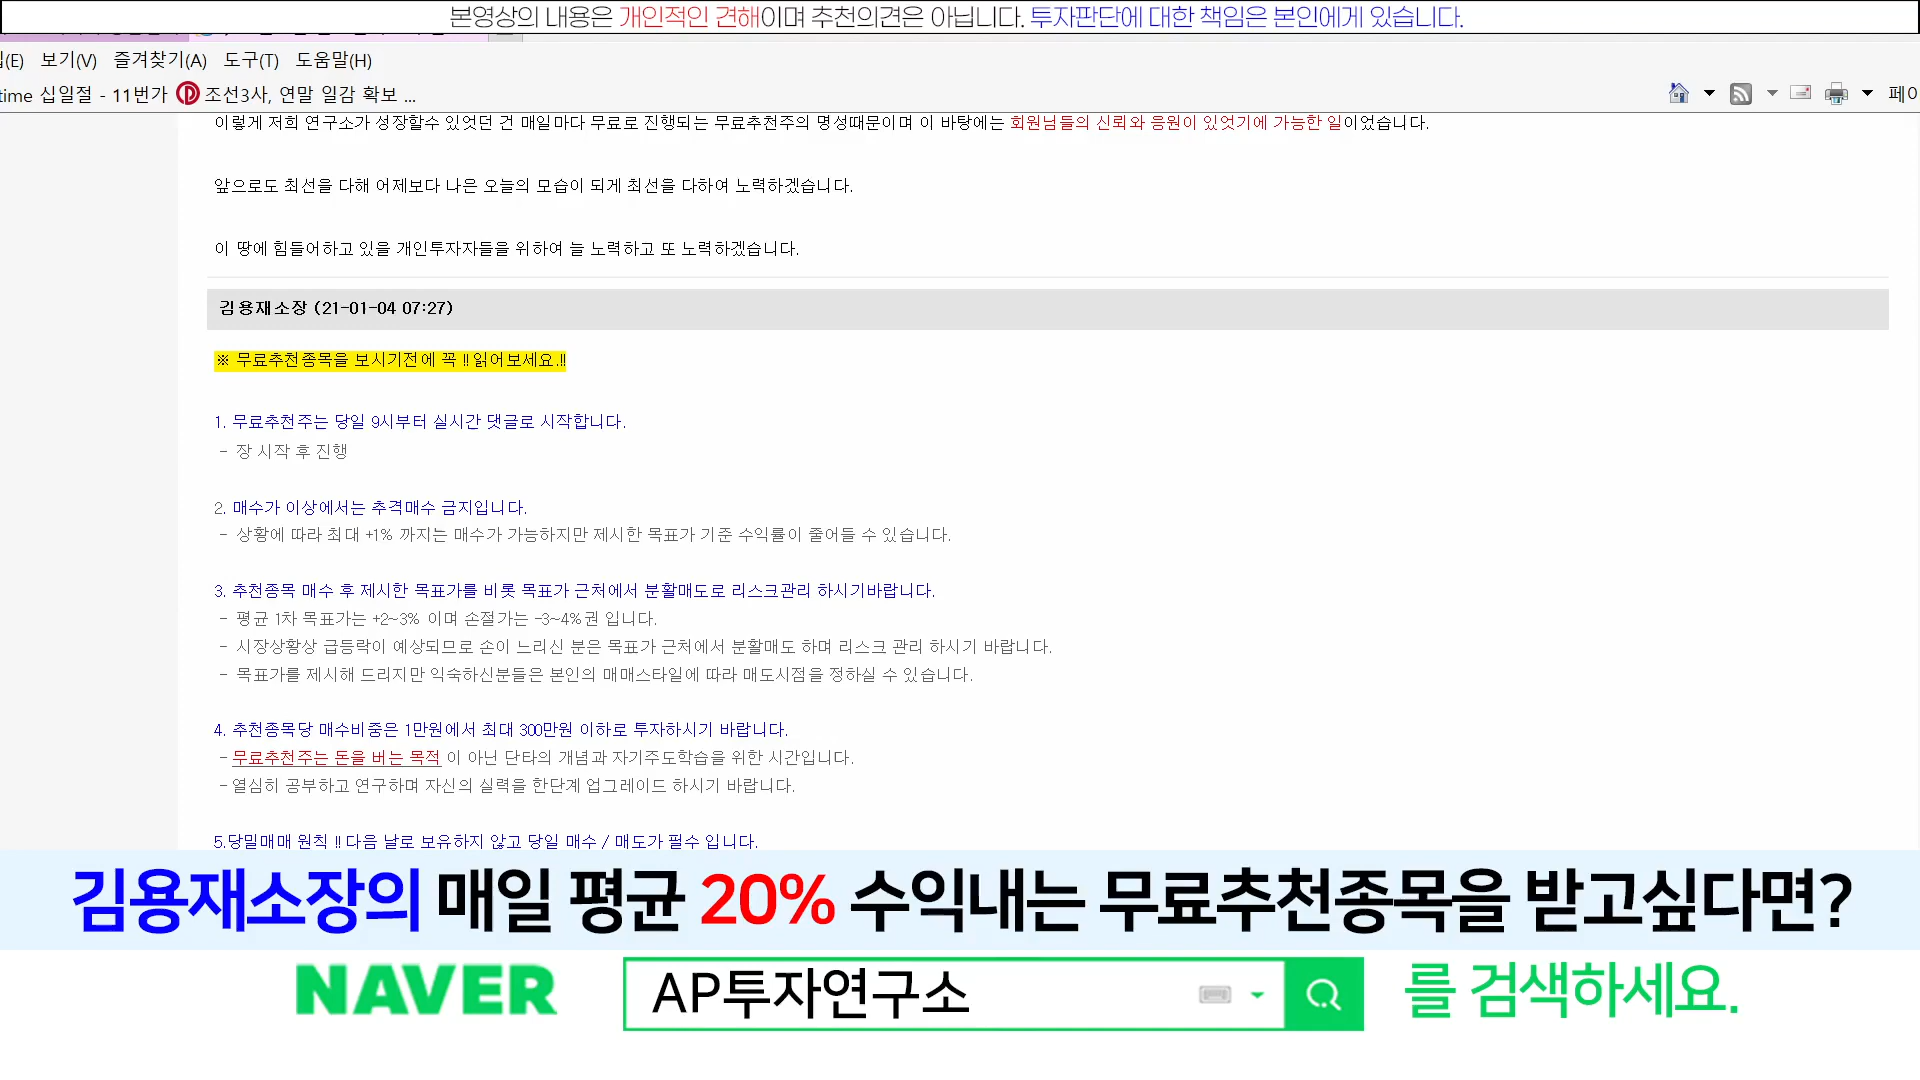 본영상의 내용은 개인적인 견해이며 추천의견은 아닙니다. 투자판단에 대한 책임은 본인에게 있습니다.
(E) 보기(V) 즐겨찾기(A) 도구(T) 도움말(H)
time 십일절 - 11번가 조선3사, 연말 일감 확보 ...
이렇게 저희 연구소가 성장할수 있엇던 건 매일마다 무료로 진행되는 무료추천주의 명성때문이며 이 바탕에는 회원님들의 신뢰와 응원이 있엇기에 가능한 일이었습니다.
앞으로도 최선을 다해 어제보다 나은 오늘의 모습이 되게 최선을 다하여 노력하겠습니다.
이 땅에 힘들어하고 있을 개인투자자들을 위하여 늘 노력하고 또 노력하겠습니다.
김용재소장 (21-01-04 07:27)
※ 무료추천종목을 보시기전에 꼭 !! 읽어보세요.!!
1. 무료추천주는 당일 9시부터 실시간 댓글로 시작합니다.
- 장 시작 후 진행
2. 매수가 이상에서는 추격매수 금지입니다.
- 상황에 따라 최대 +1% 까지는 매수가 가능하지만 제시한 목표가 기준 수익률이 줄어들 수 있습니다.
3. 추천종목 매수 후 제시한 목표가를 비롯 목표가 근처에서 분활매도로 리스크관리 하시기바랍니다.
- 평균 1차 목표가는 +2~3% 이며 손절가는 -3~4%권 입니다.
- 시장상황상 급등락이 예상되므로 손이 느리신 분은 목표가 근처에서 분활매도 하며 리스크 관리 하시기 바랍니다.
- 목표가를 제시해 드리지만 익숙하신분들은 본인의 매매스타일에 따라 매도시점을 정하실 수 있습니다.
4. 추천종목당 매수비중은 1만원에서 최대 300만원 이하로 투자하시기 바랍니다.
- 무료추천주는 돈을 버는 목적 이 아닌 단타의 개념과 자기주도학습을 위한 시간입니다.
- 열심히 공부하고 연구하며 자신의 실력을 한단계 업그레이드 하시기 바랍니다.
5.당밀매매 원칙 !! 다음 날로 보유하지 않고 당일 매수 / 매도가 펄수 입니다.
김용재소장의 매일 평균 20% 수익내는 무료추천종목을 받고싶다면?
NAVER AP투자연구소 를 검색하세요.